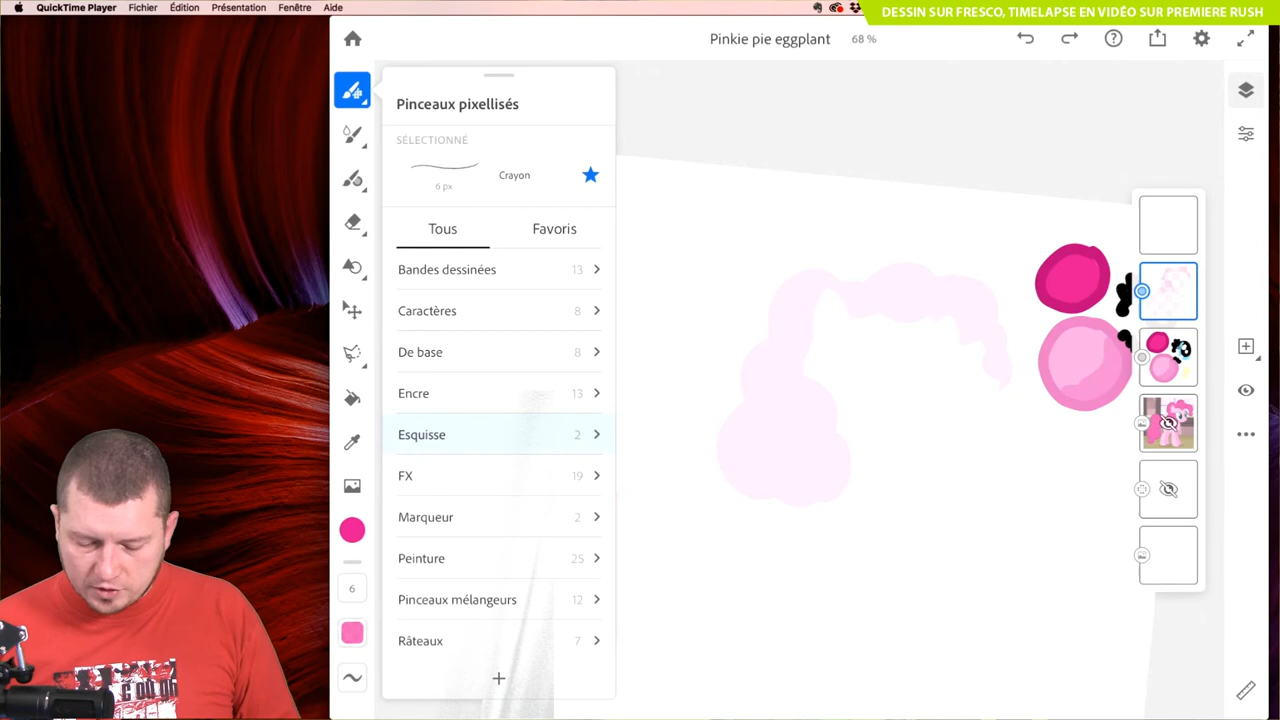 QuickTime Player Fichier Édition Présentation Fenêtre Aide
DESSIN SUR FRESCO, TIMELAPSE EN VIDÉO SUR PREMIERE RUSH
Pinkie pie eggplant 68 %
Pinceaux pixellisés
SÉLECTIONNÉ
Crayon
6 px
Tous Favoris
Bandes dessinées 13
Caractères 8
De base 8
Encre 13
Esquisse 2
FX 19
Marqueur 2
Peinture 25
Pinceaux mélangeurs 12
Râteaux 7
6